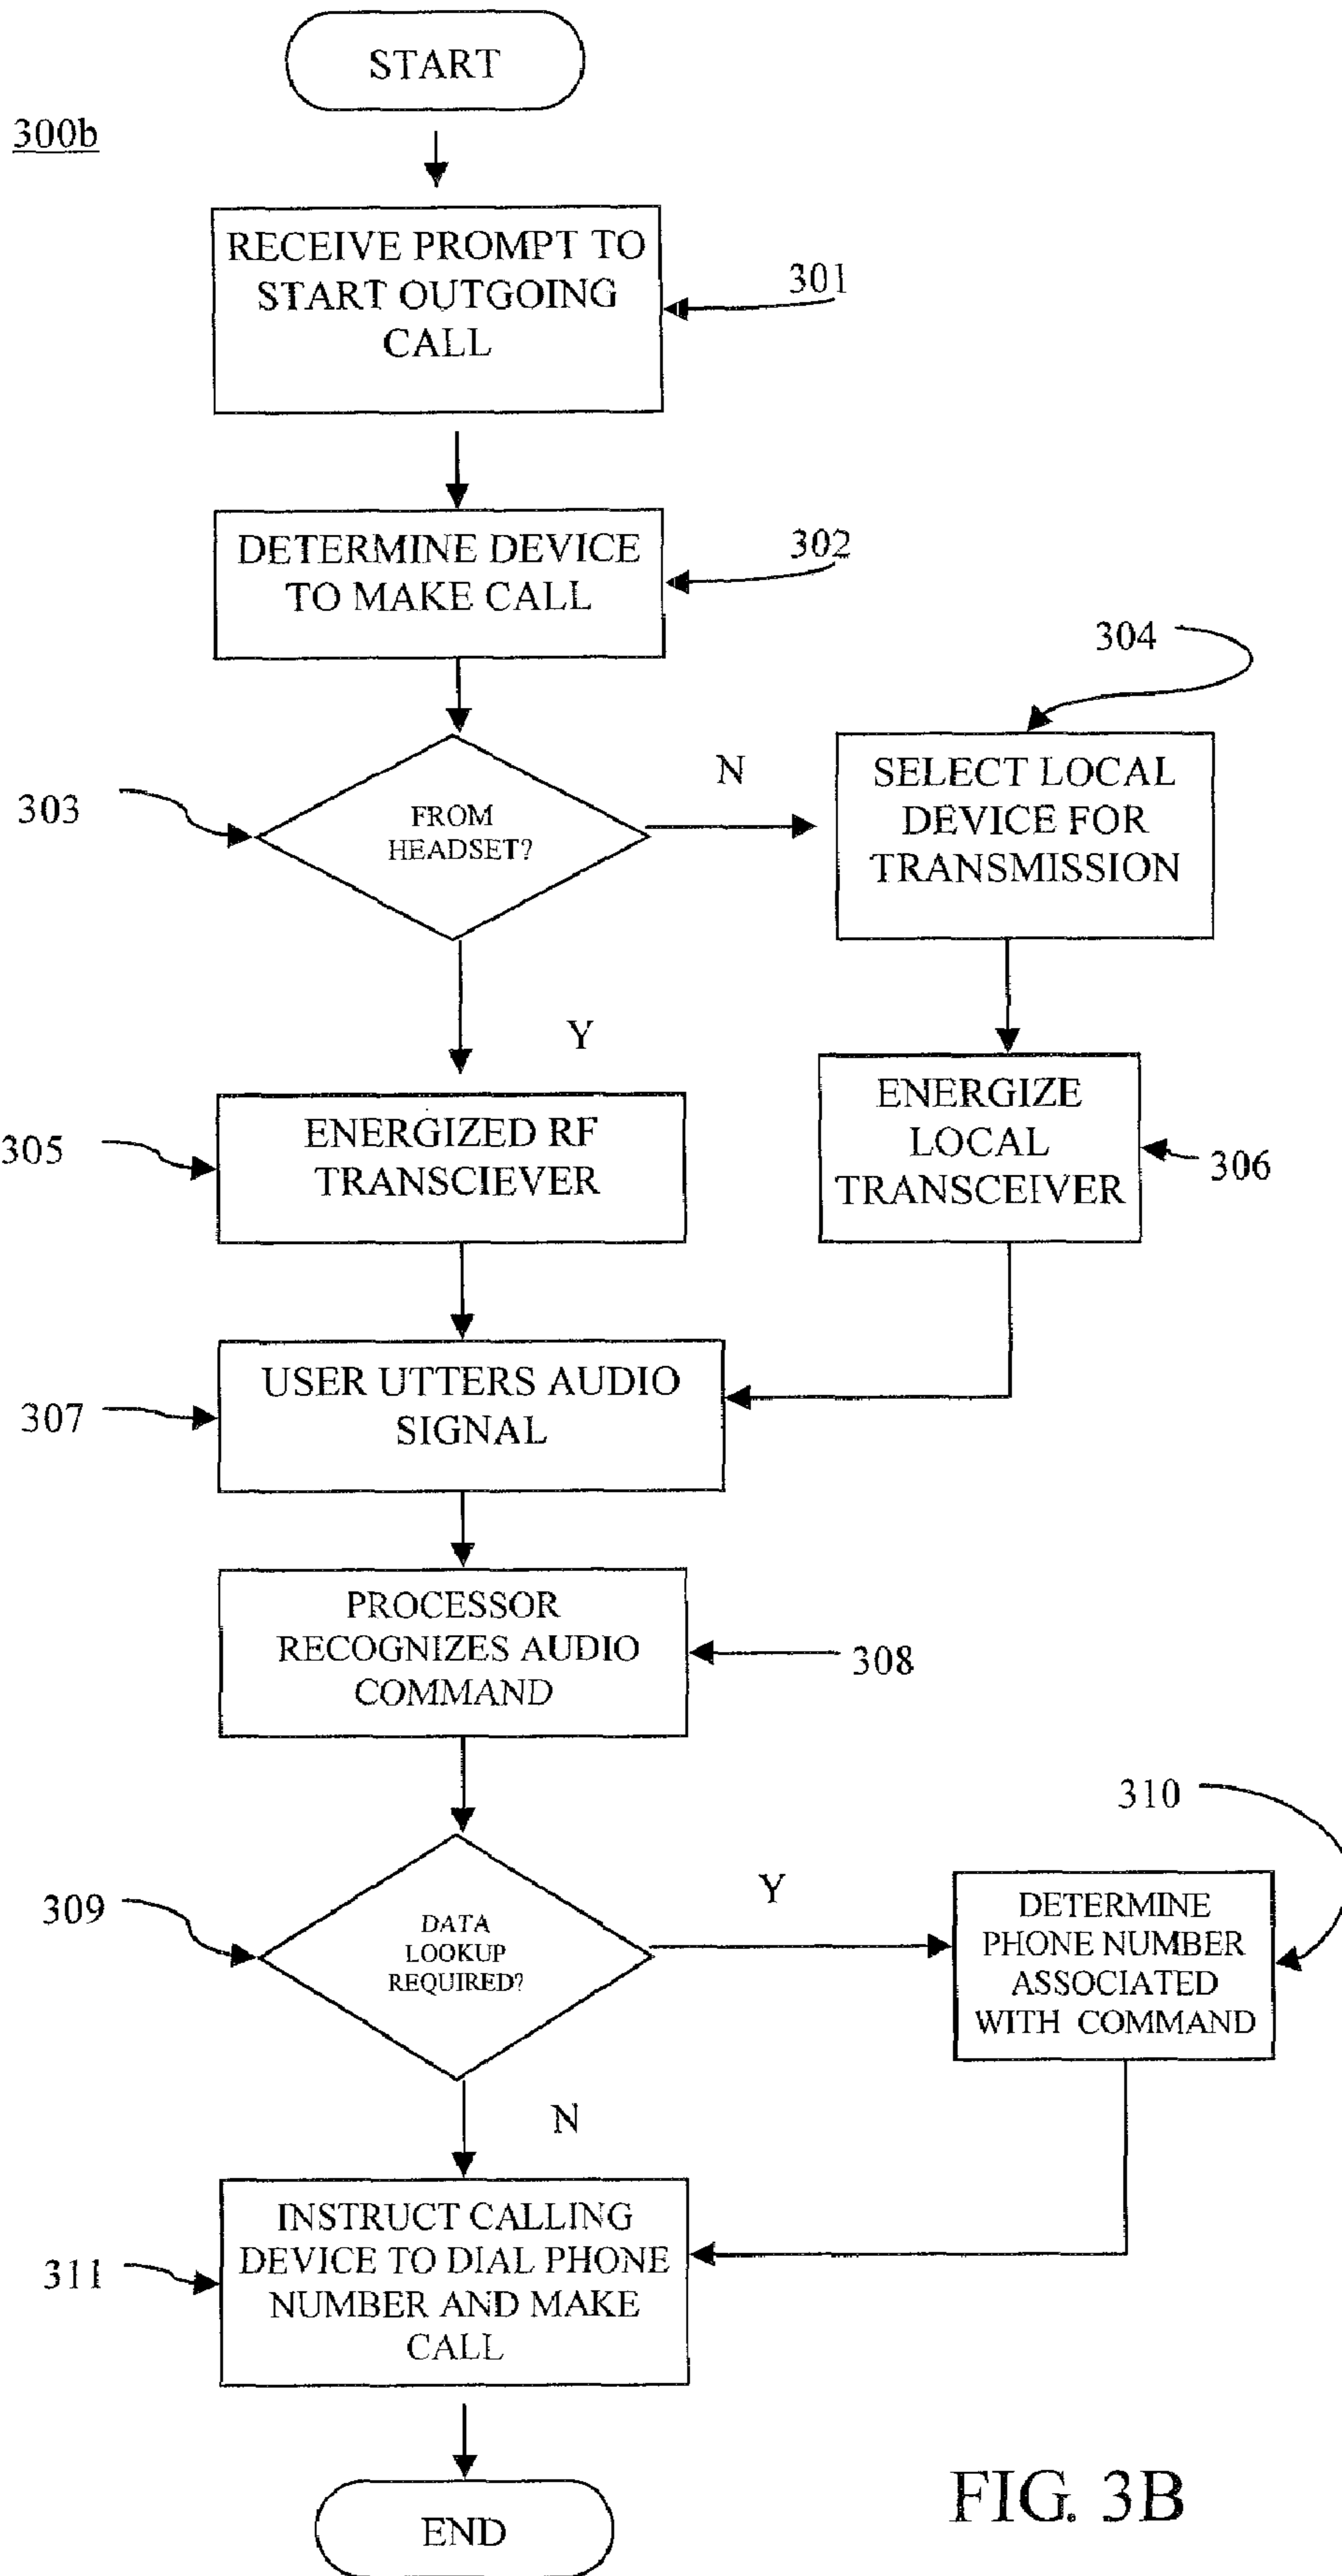 START
300b
RECEIVE PROMPT TO
START OUTGOING
CALL
301
DETERMINE DEVICE
TO MAKE CALL
302
304
303
FROM
HEADSET?
N
SELECT LOCAL
DEVICE FOR
TRANSMISSION
Y
305
ENERGIZED RF
TRANSCIEVER
ENERGIZE
LOCAL
TRANSCEIVER
306
307
USER UTTERS AUDIO
SIGNAL
PROCESSOR
RECOGNIZES AUDIO
COMMAND
308
310
309
DATA
LOOKUP
REQUIRED?
Y
DETERMINE
PHONE NUMBER
ASSOCIATED
WITH COMMAND
N
311
INSTRUCT CALLING
DEVICE TO DIAL PHONE
NUMBER AND MAKE
CALL
END
FIG. 3B